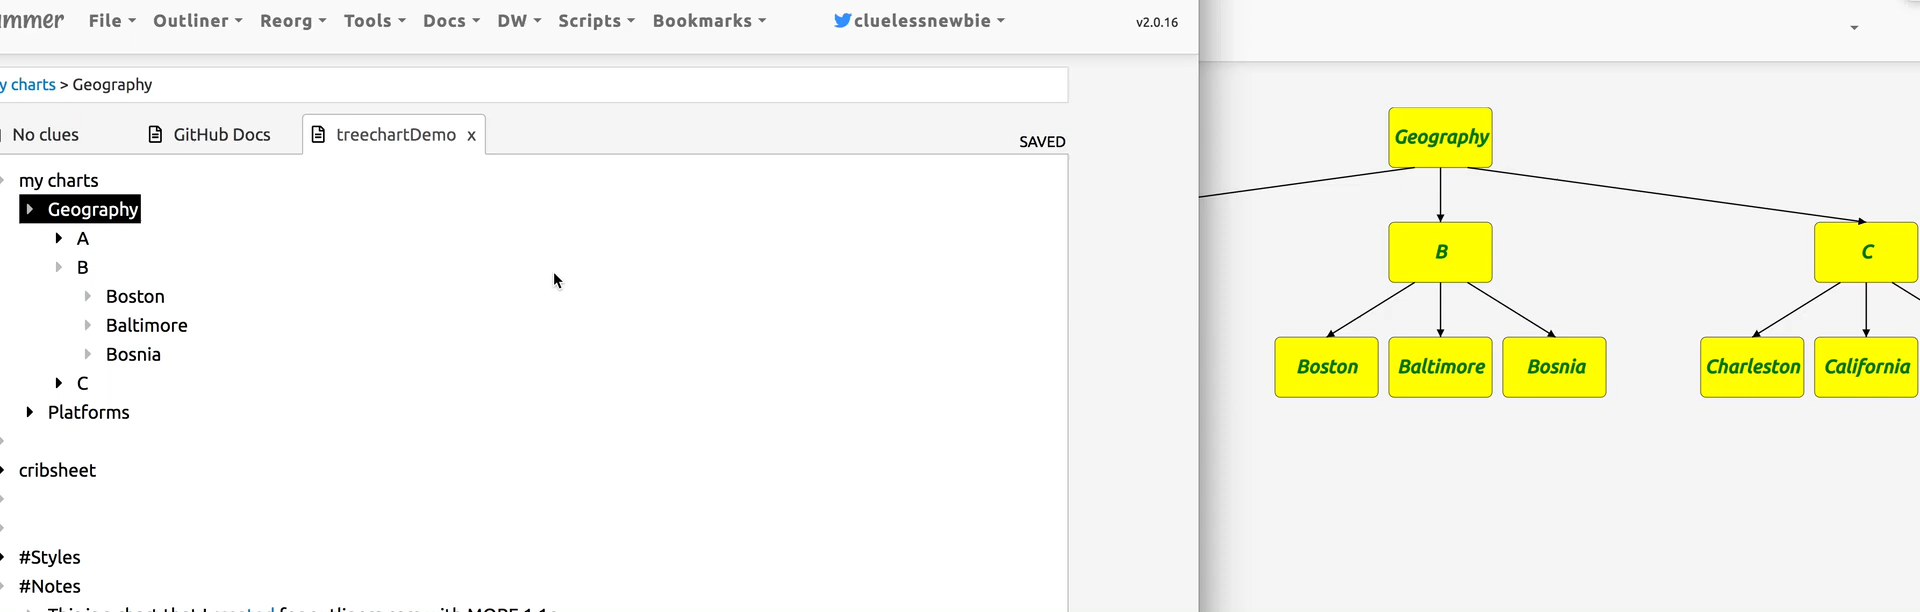 mmer File Outliner Reorg Tools Docs DW Scripts Bookmarks cluelessnewbie v2.0.16
y charts > Geography
No clues GitHub Docs treechartDemo x SAVED
my charts
Geography
A
B
Boston
Baltimore
Bosnia
C
Platforms
cribsheet
#Styles
#Notes
Geography
B C
Boston Baltimore Bosnia Charleston California